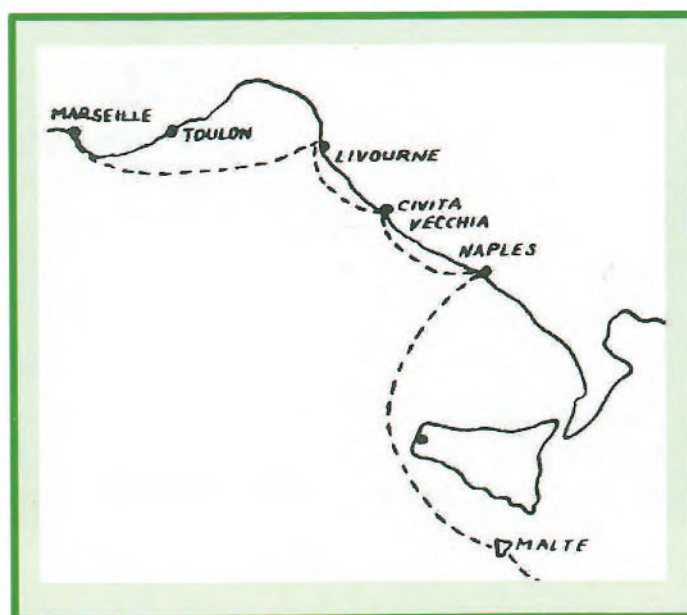 MARSEILLE
TOULON
LIVOURNE
CIVITA
VECCHIA
NAPLES
MALTE